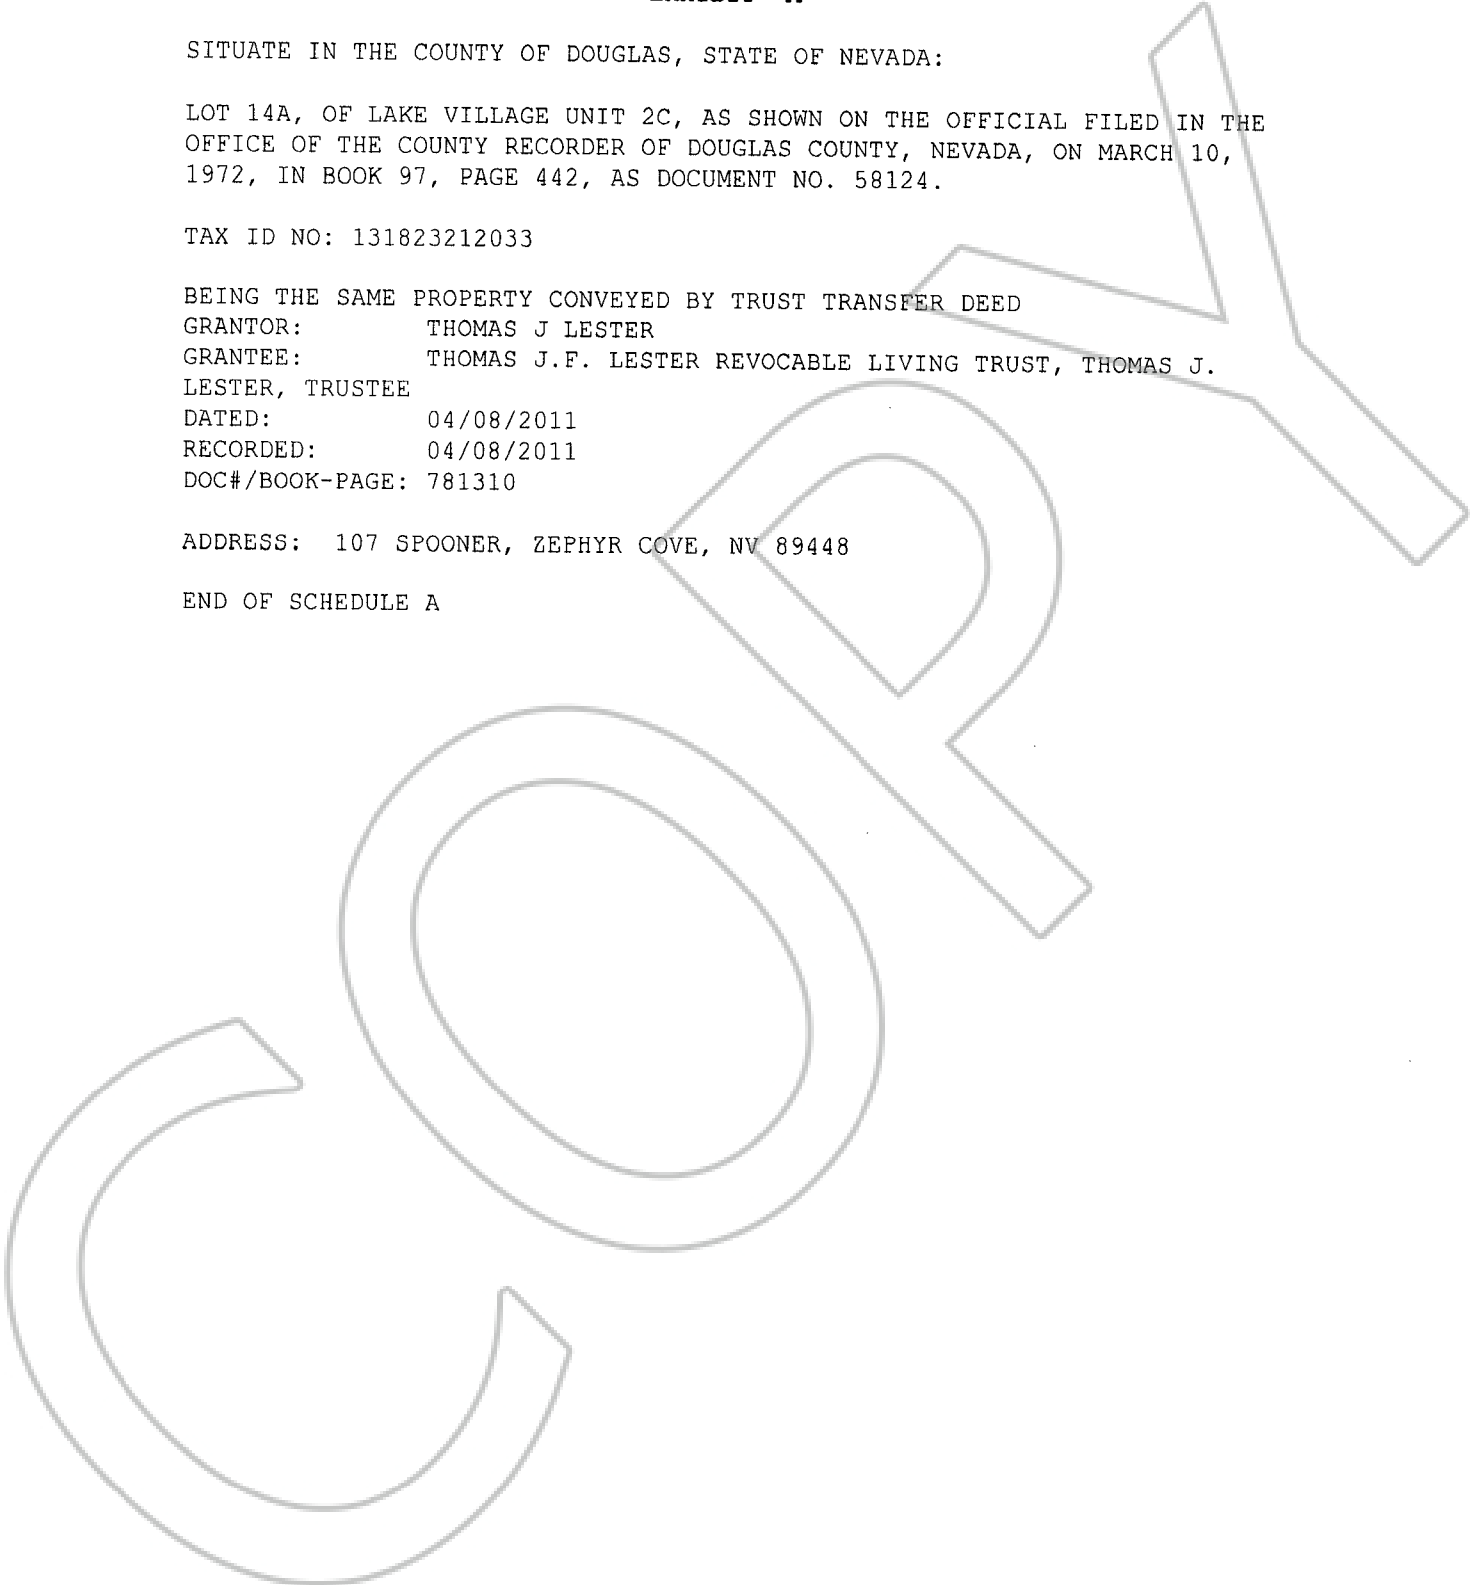 SITUATE IN THE COUNTY OF DOUGLAS, STATE OF NEVADA:
LOT 14A, OF LAKE VILLAGE UNIT 2C, AS SHOWN ON THE OFFICIAL FILED IN THE
OFFICE OF THE COUNTY RECORDER OF DOUGLAS COUNTY, NEVADA, ON MARCH 10,
1972, IN BOOK 97, PAGE 442, AS DOCUMENT NO. 58124.
TAX ID NO: 131823212033
BEING THE SAME PROPERTY CONVEYED BY TRUST TRANSFER DEED
GRANTOR: THOMAS J LESTER
GRANTEE: THOMAS J.F. LESTER REVOCABLE LIVING TRUST, THOMAS J.
LESTER, TRUSTEE
DATED: 04/08/2011
RECORDED: 04/08/2011
DOC#/BOOK-PAGE: 781310
ADDRESS: 107 SPOONER, ZEPHYR COVE, NV 89448
END OF SCHEDULE A
COPY